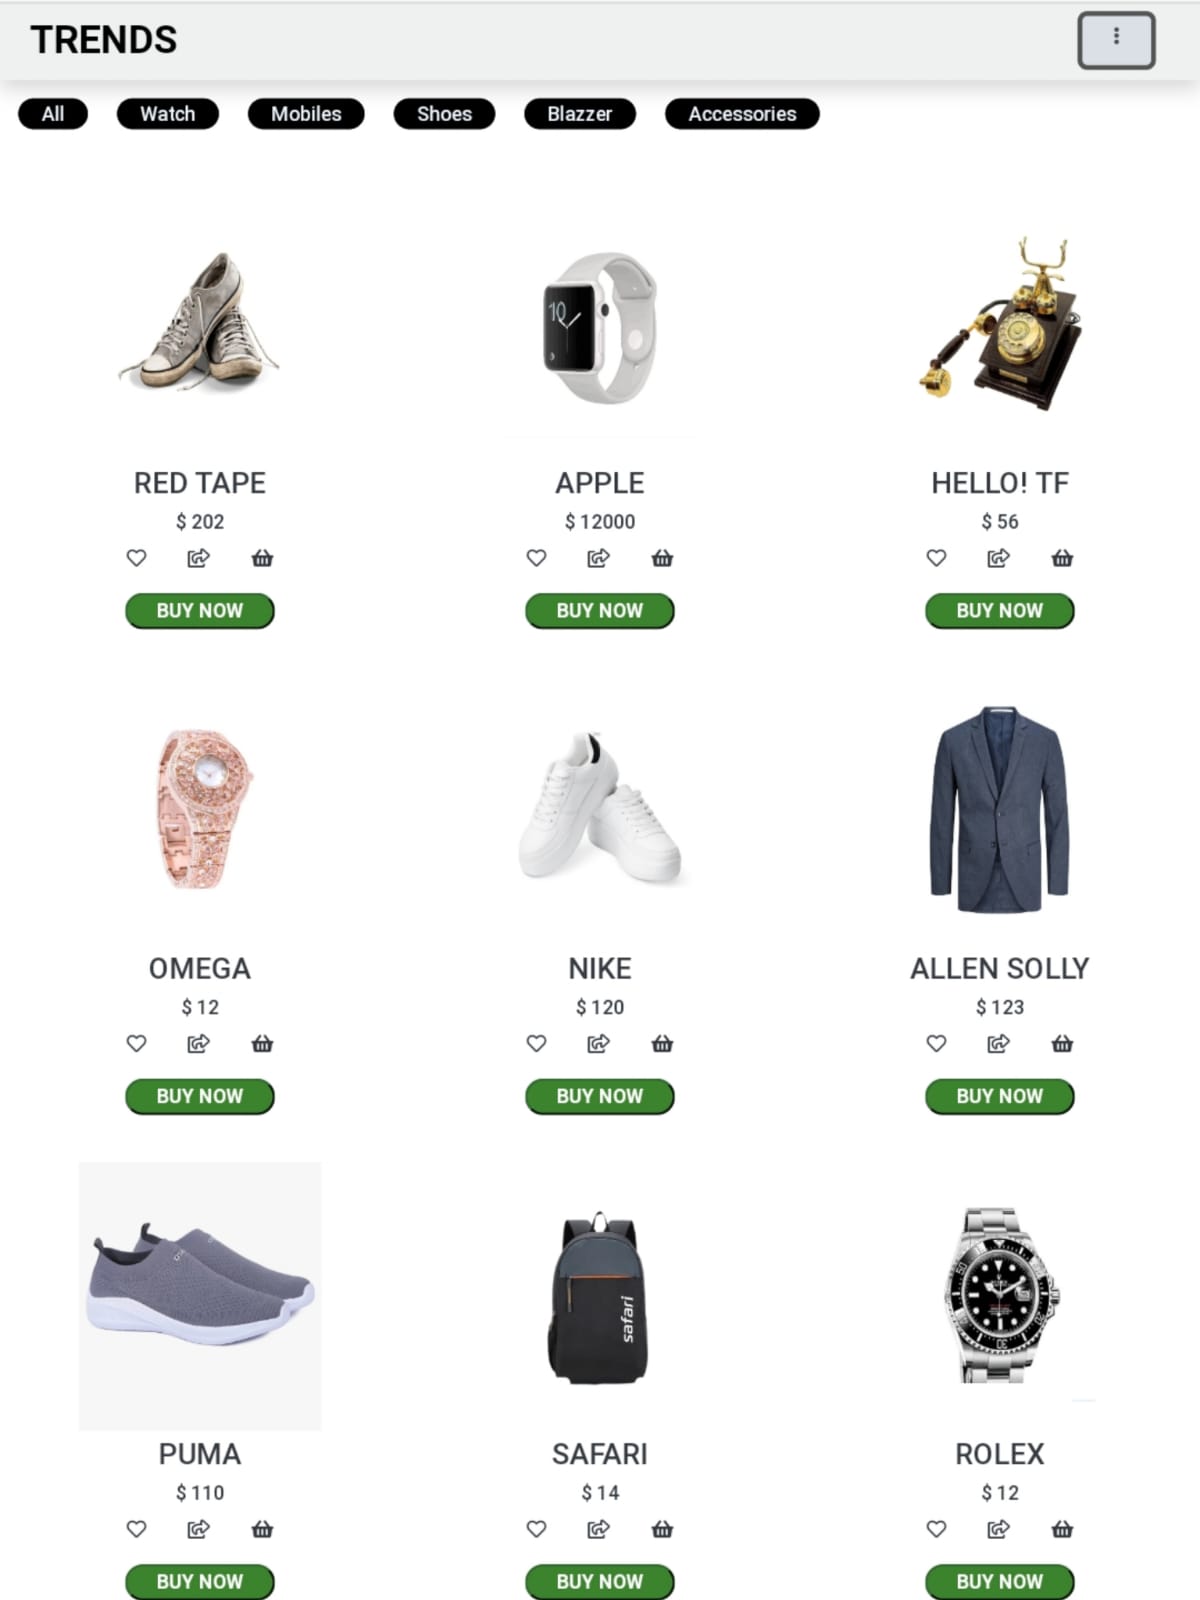 TRENDS
All Watch Mobiles Shoes Blazzer Accessories
10
RED TAPE APPLE HELLO! TF
$ 202 $ 12000 $ 56
BUY NOW BUY NOW BUY NOW
OMEGA NIKE ALLEN SOLLY
$ 12 $ 120 $ 123
BUY NOW BUY NOW BUY NOW
safari
PUMA SAFARI ROLEX
$ 110 $ 14 $ 12
BUY NOW BUY NOW BUY NOW